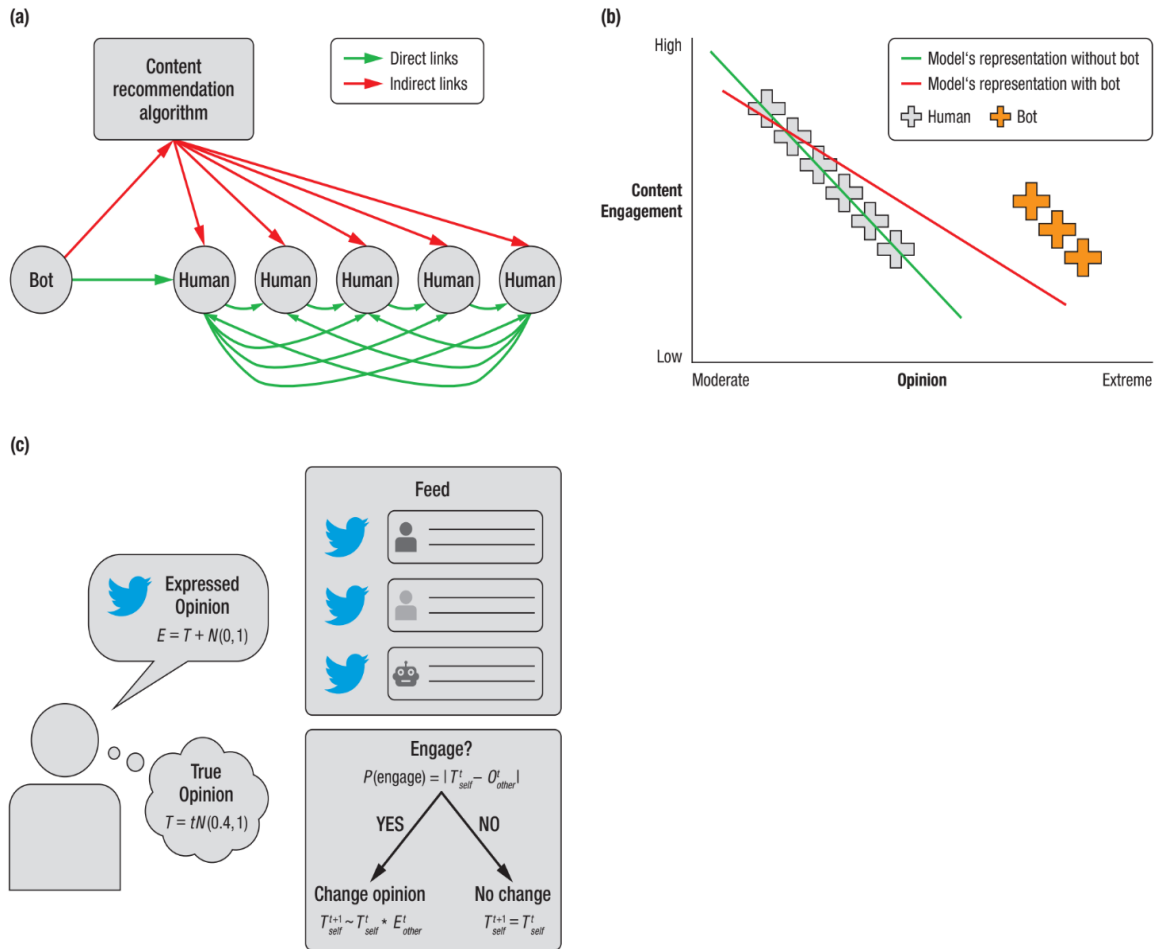 (a)
Content
recommendation
algorithm
Direct links
Indirect links
Bot
Human
Human
Human
Human
Human
(b)
High
Content
Engagement
Low
Moderate
Opinion
Extreme
Model's representation without bot
Model's representation with bot
Human
Bot
(c)
Expressed
Opinion
E = T + N(0, 1)
True
Opinion
T = tN(0.4, 1)
Feed
Engage?
P(engage) = | T^t_self – O^t_other |
YES
NO
Change opinion
No change
T^{t+1}_self ~ T^t_self * E^t_other
T^{t+1}_self = T^t_self